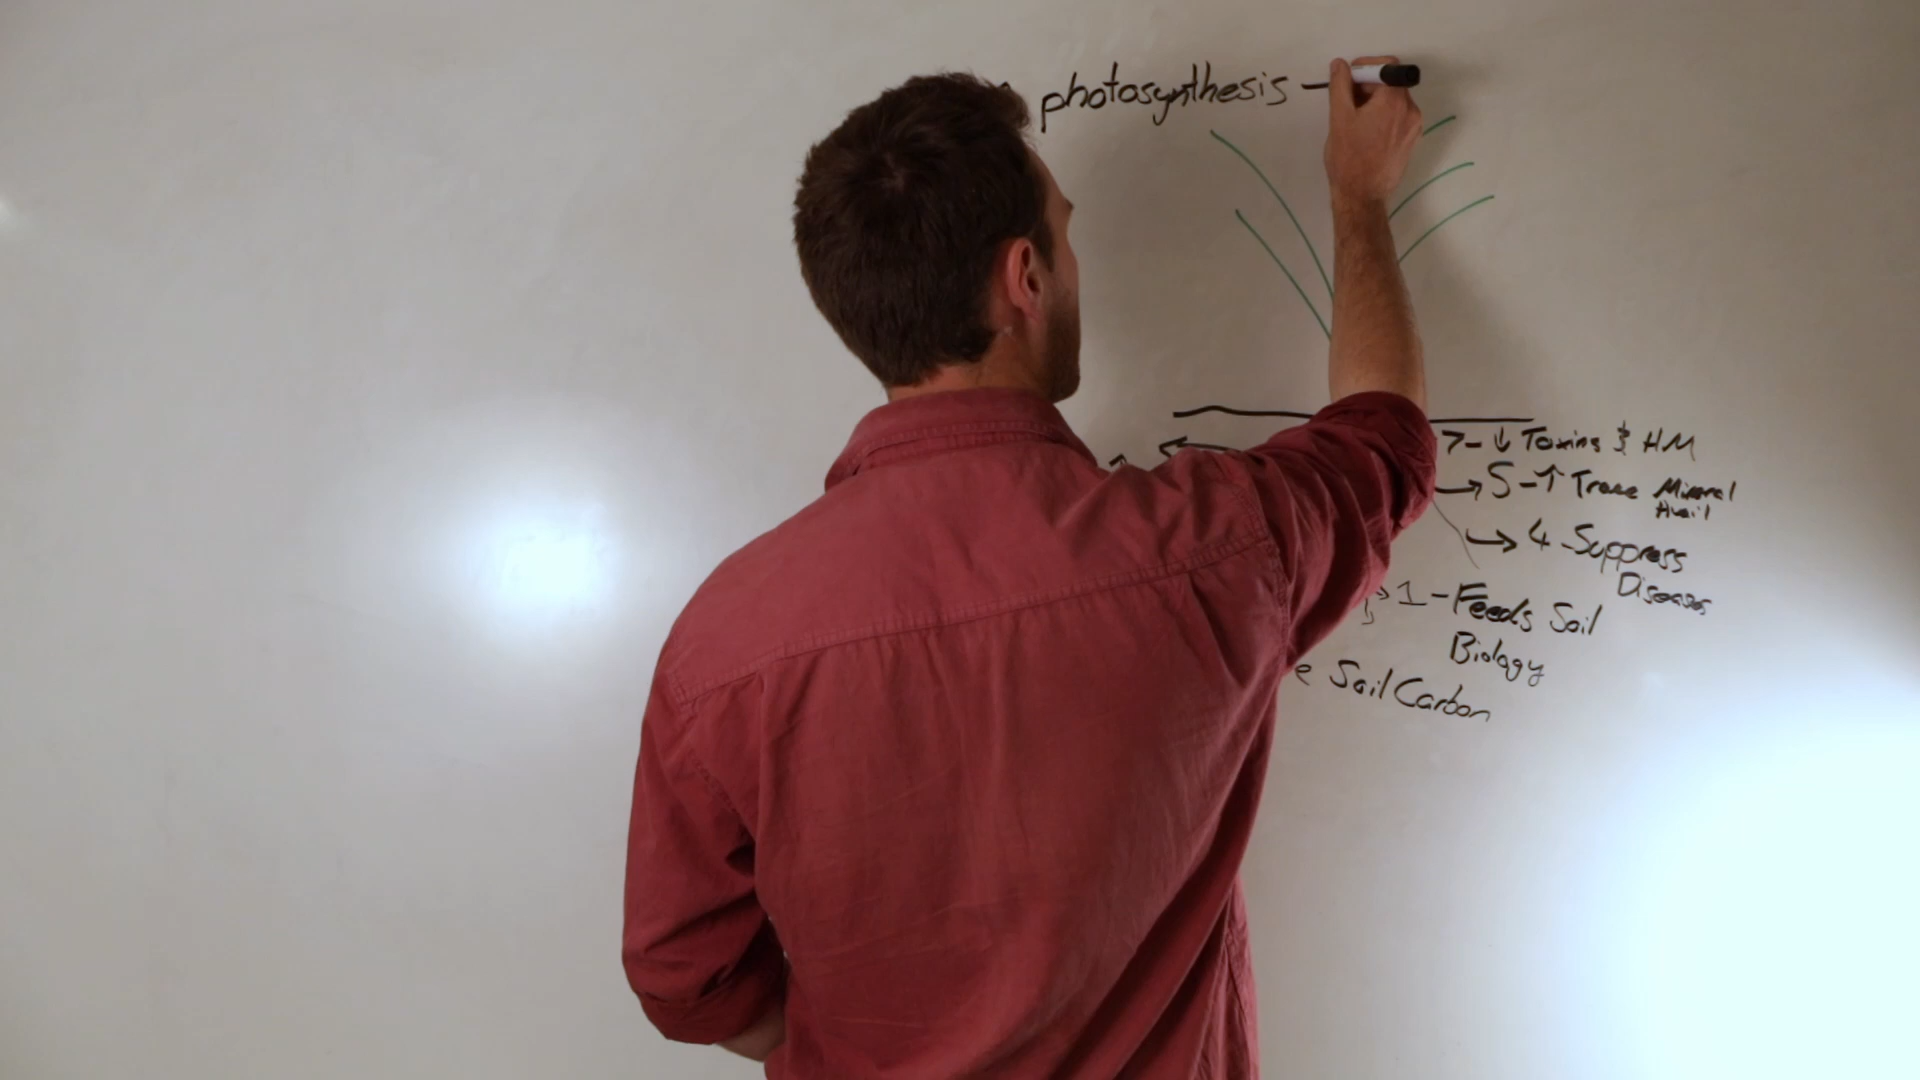 photosynthesis –
7-↓ Toxins & HM
→ 5-↑ Trace Mineral
Avail
→ 4-Suppress
Diseases
→ 1-Feeds Soil
Biology
e Soil Carbon